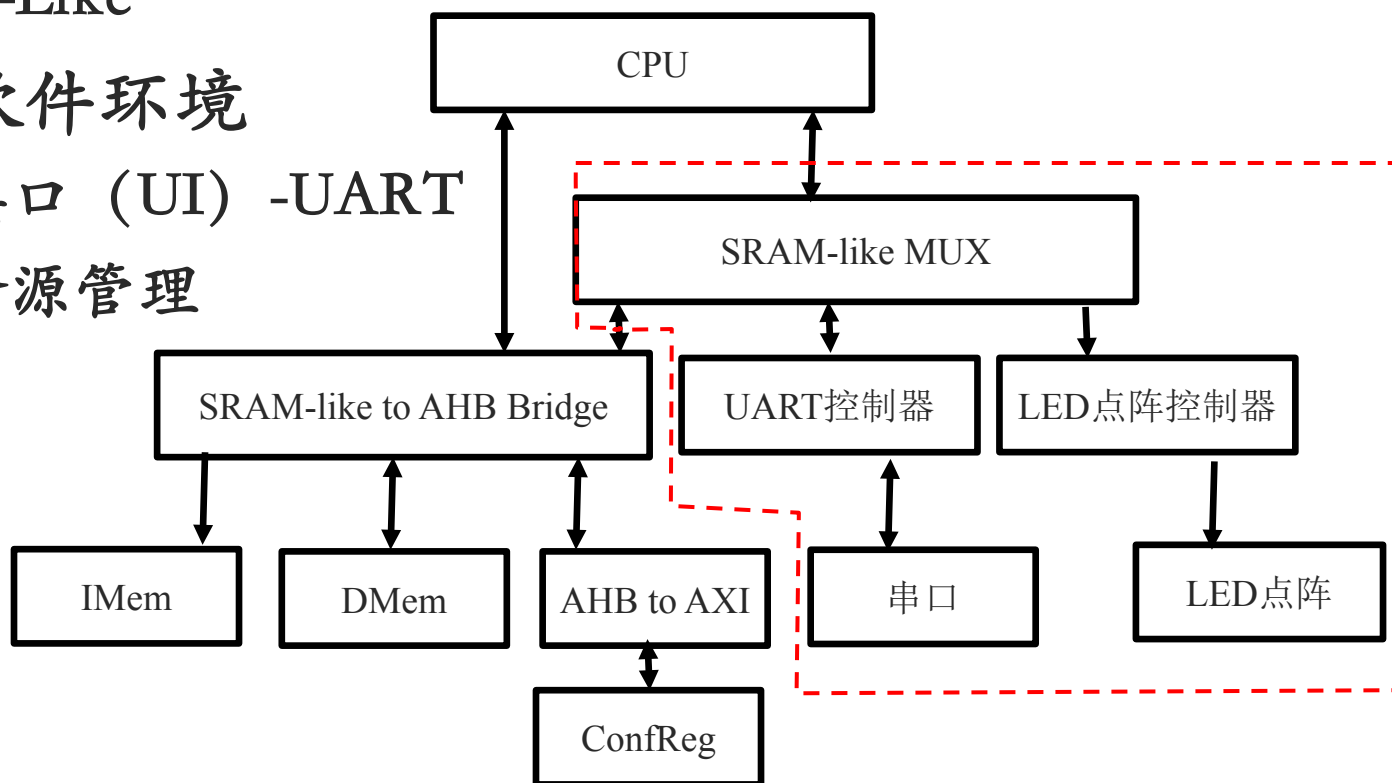 -Like
CPU
软件环境
接口（UI）-UART
SRAM-like MUX
资源管理
SRAM-like to AHB Bridge
UART控制器
LED点阵控制器
IMem
DMem
AHB to AXI
串口
LED点阵
ConfReg